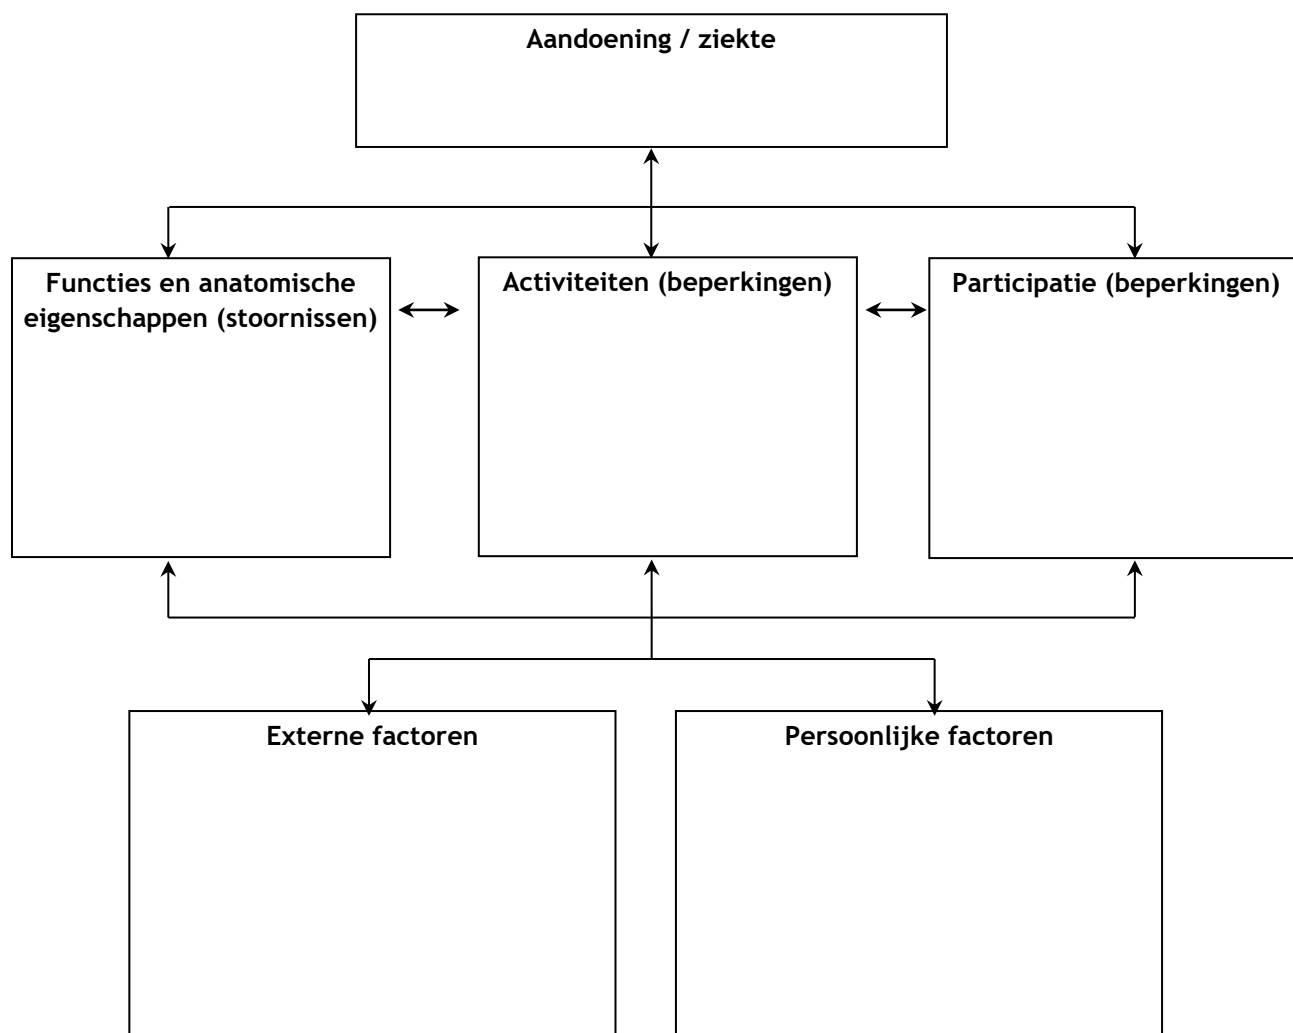 Aandoening / ziekte
Functies en anatomische
eigenschappen (stoornissen)
Activiteiten (beperkingen)
Participatie (beperkingen)
Externe factoren
Persoonlijke factoren